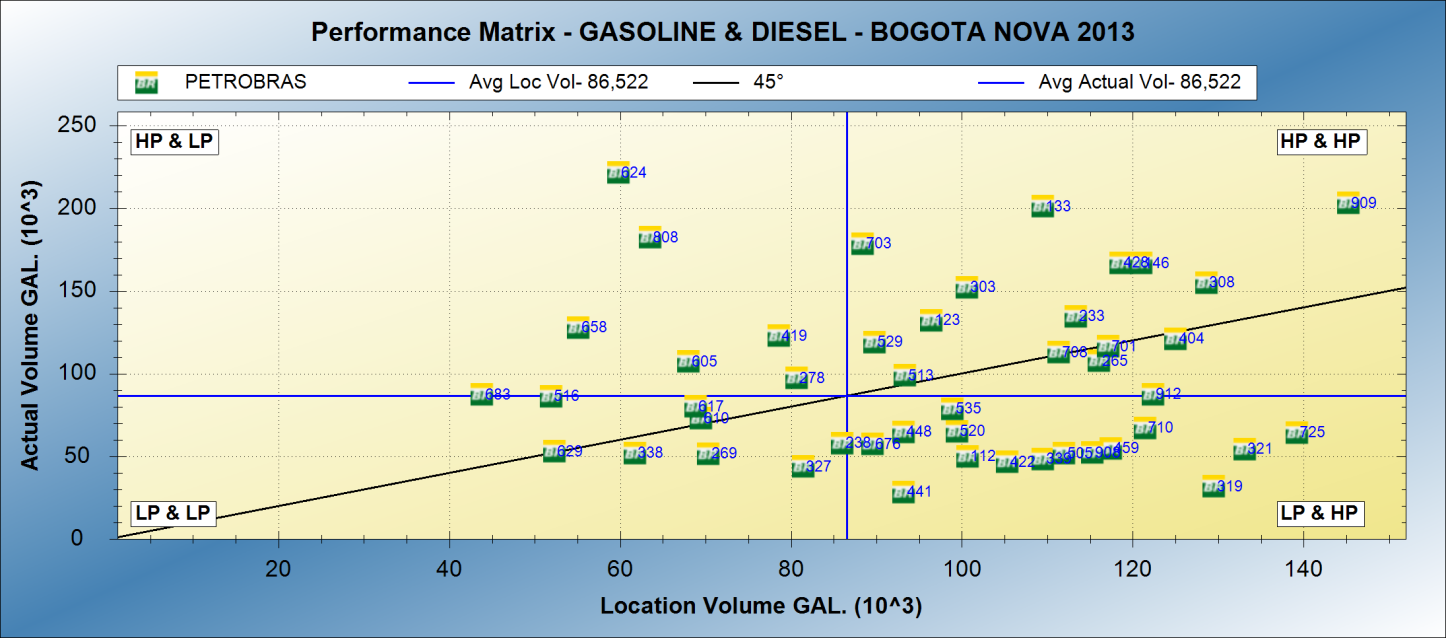 Performance Matrix - GASOLINE & DIESEL - BOGOTA NOVA 2013
BR PETROBRAS Avg Loc Vol- 86,522 45° Avg Actual Vol- 86,522
Actual Volume GAL. (10^3)
250
HP & LP HP & HP
624
200 133 909
808 703
428 146
150 303 308
658 123 233
419 529 404
701
708
605 265
100 278 513
683 516 912
617 535
610 448 520 710 725
238 676
50 629 338 269 112 505 908 459 321
327 422 339
441 319
LP & LP LP & HP
0
20 40 60 80 100 120 140
Location Volume GAL. (10^3)